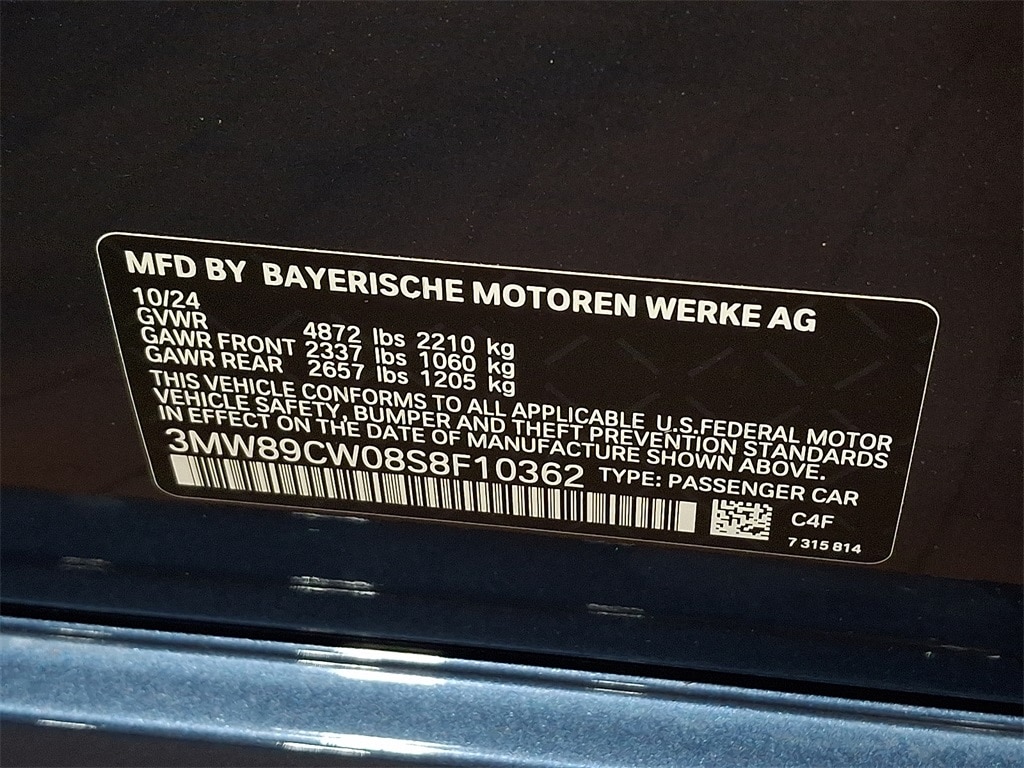 MFD BY BAYERISCHE MOTOREN WERKE AG
10/24
GVWR 4872 lbs 2210 kg
GAWR FRONT 2337 lbs 1060 kg
GAWR REAR 2657 lbs 1205 kg
THIS VEHICLE CONFORMS TO ALL APPLICABLE U.S.FEDERAL MOTOR
VEHICLE SAFETY, BUMPER AND THEFT PREVENTION STANDARDS
IN EFFECT ON THE DATE OF MANUFACTURE SHOWN ABOVE.
3MW89CW08S8F10362 TYPE: PASSENGER CAR
C4F
7 315 814